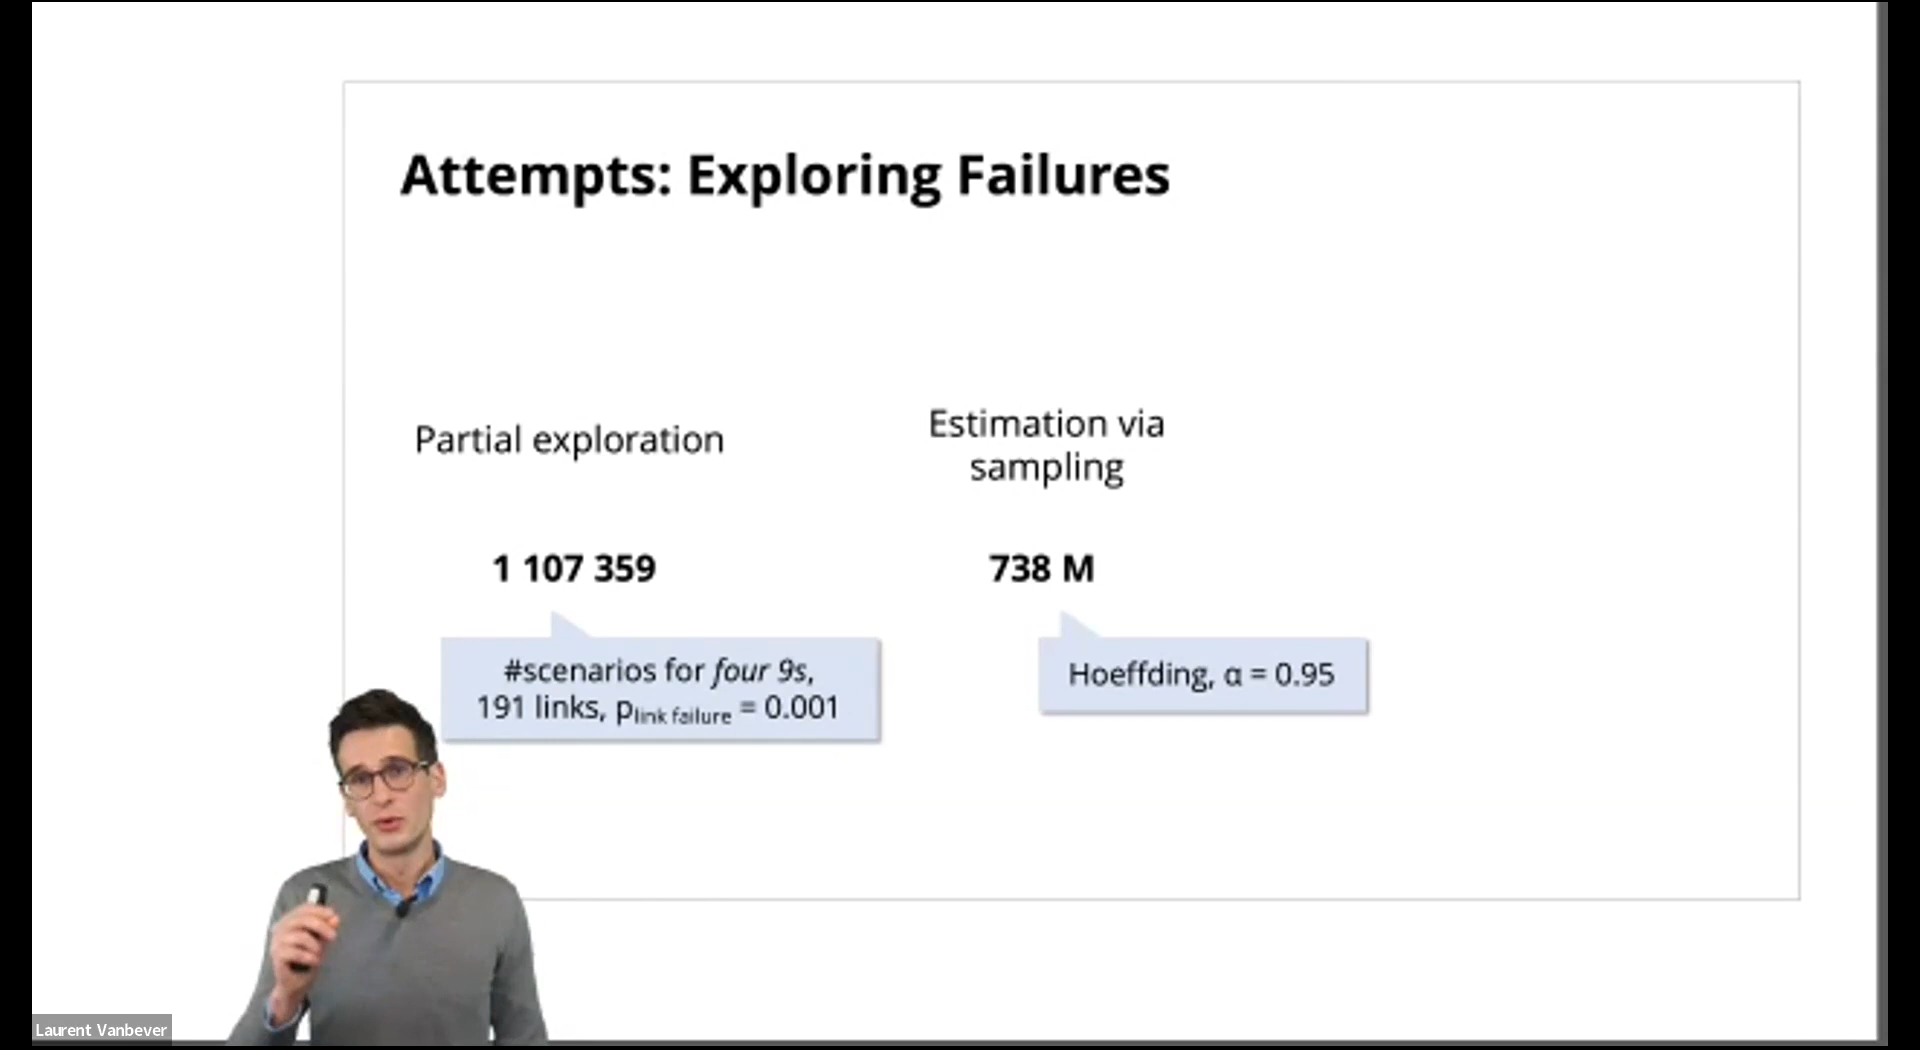 Attempts: Exploring Failures
Partial exploration
Estimation via
sampling
1 107 359
738 M
#scenarios for four 9s,
191 links, plink failure = 0.001
Hoeffding, α = 0.95
Laurent Vanbever